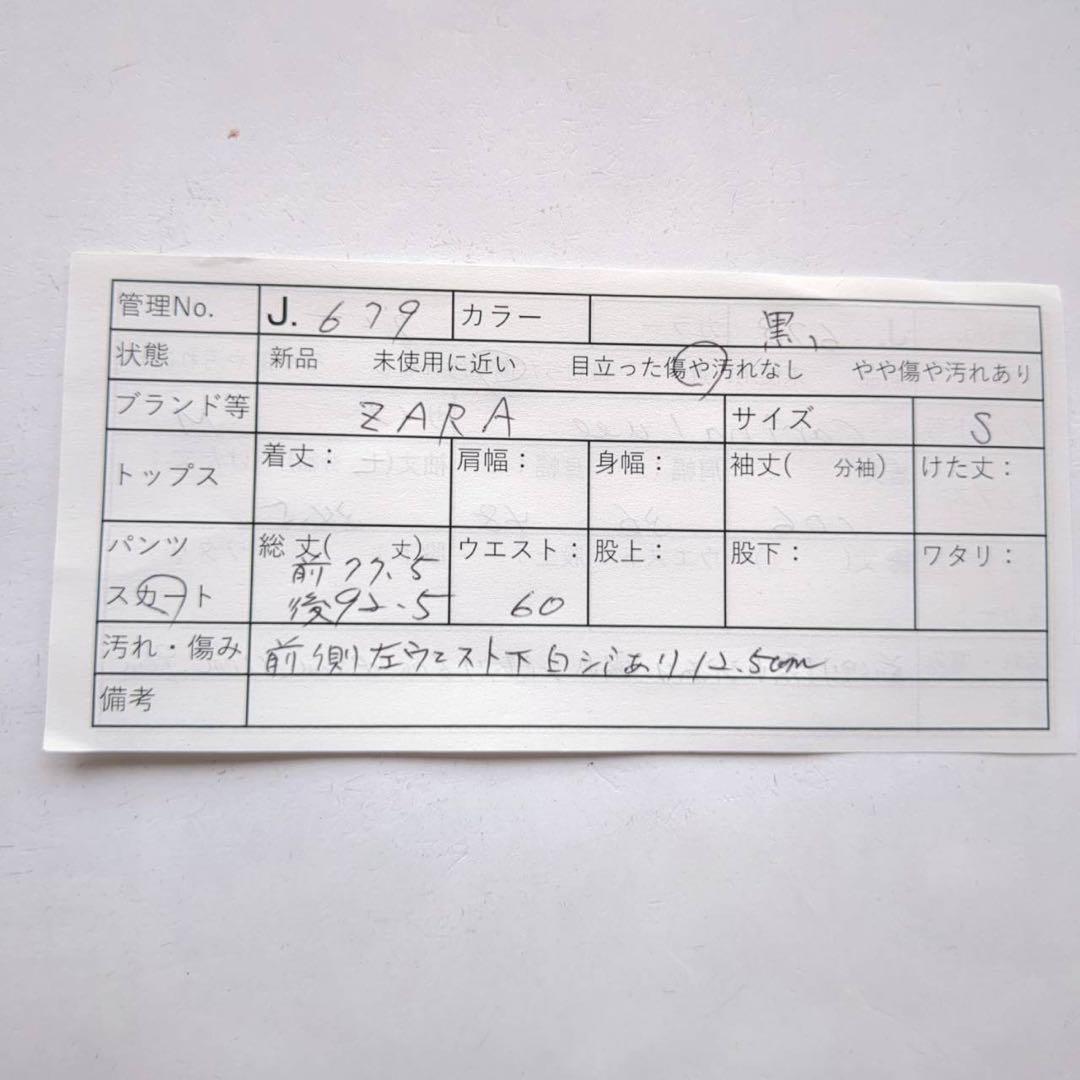 管理No. J. 679 カラー 黒
状態 新品 未使用に近い 目立った傷や汚れなし やや傷や汚れあり
ブランド等 ZARA サイズ S
トップス 着丈： 肩幅： 身幅： 袖丈( 分袖) けた丈：
パンツ 総丈( 丈) ウエスト： 股上： 股下： ワタリ：
前77.5
スカート 後92.5 60
汚れ・傷み 前側左ウエスト下白シミあり12.5cm
備考